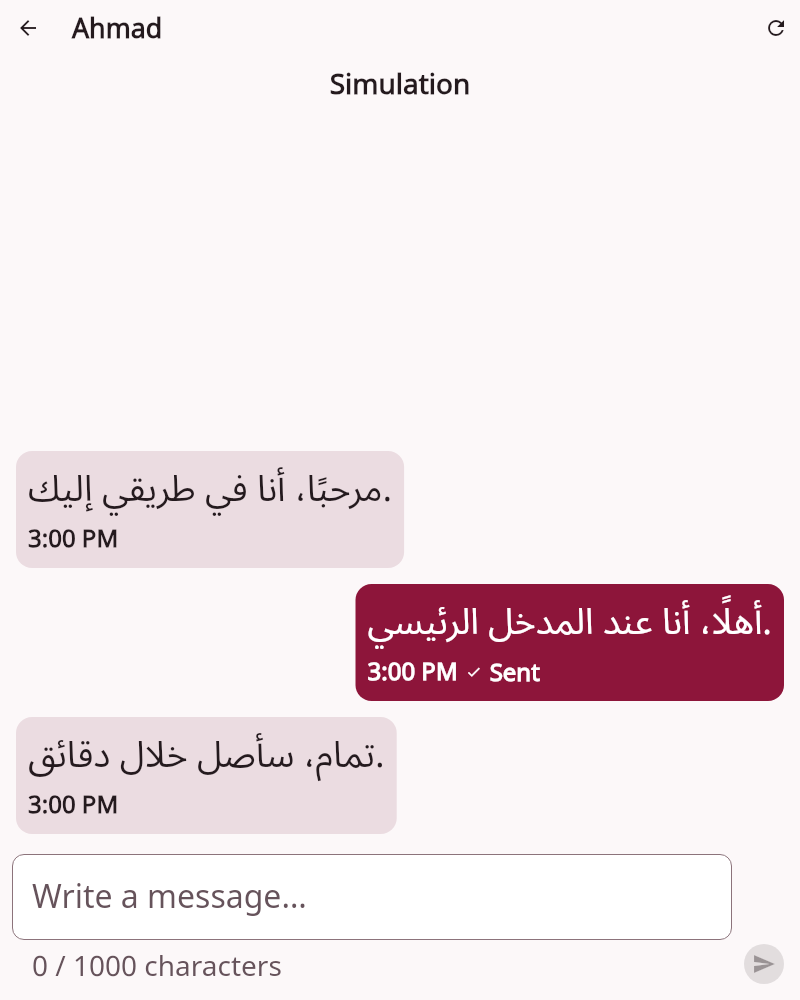 Ahmad
Simulation
مرحبًا، أنا في طريقي إليك.
3:00 PM
أهلًا، أنا عند المدخل الرئيسي.
3:00 PM ✓ Sent
تمام، سأصل خلال دقائق.
3:00 PM
Write a message...
0 / 1000 characters